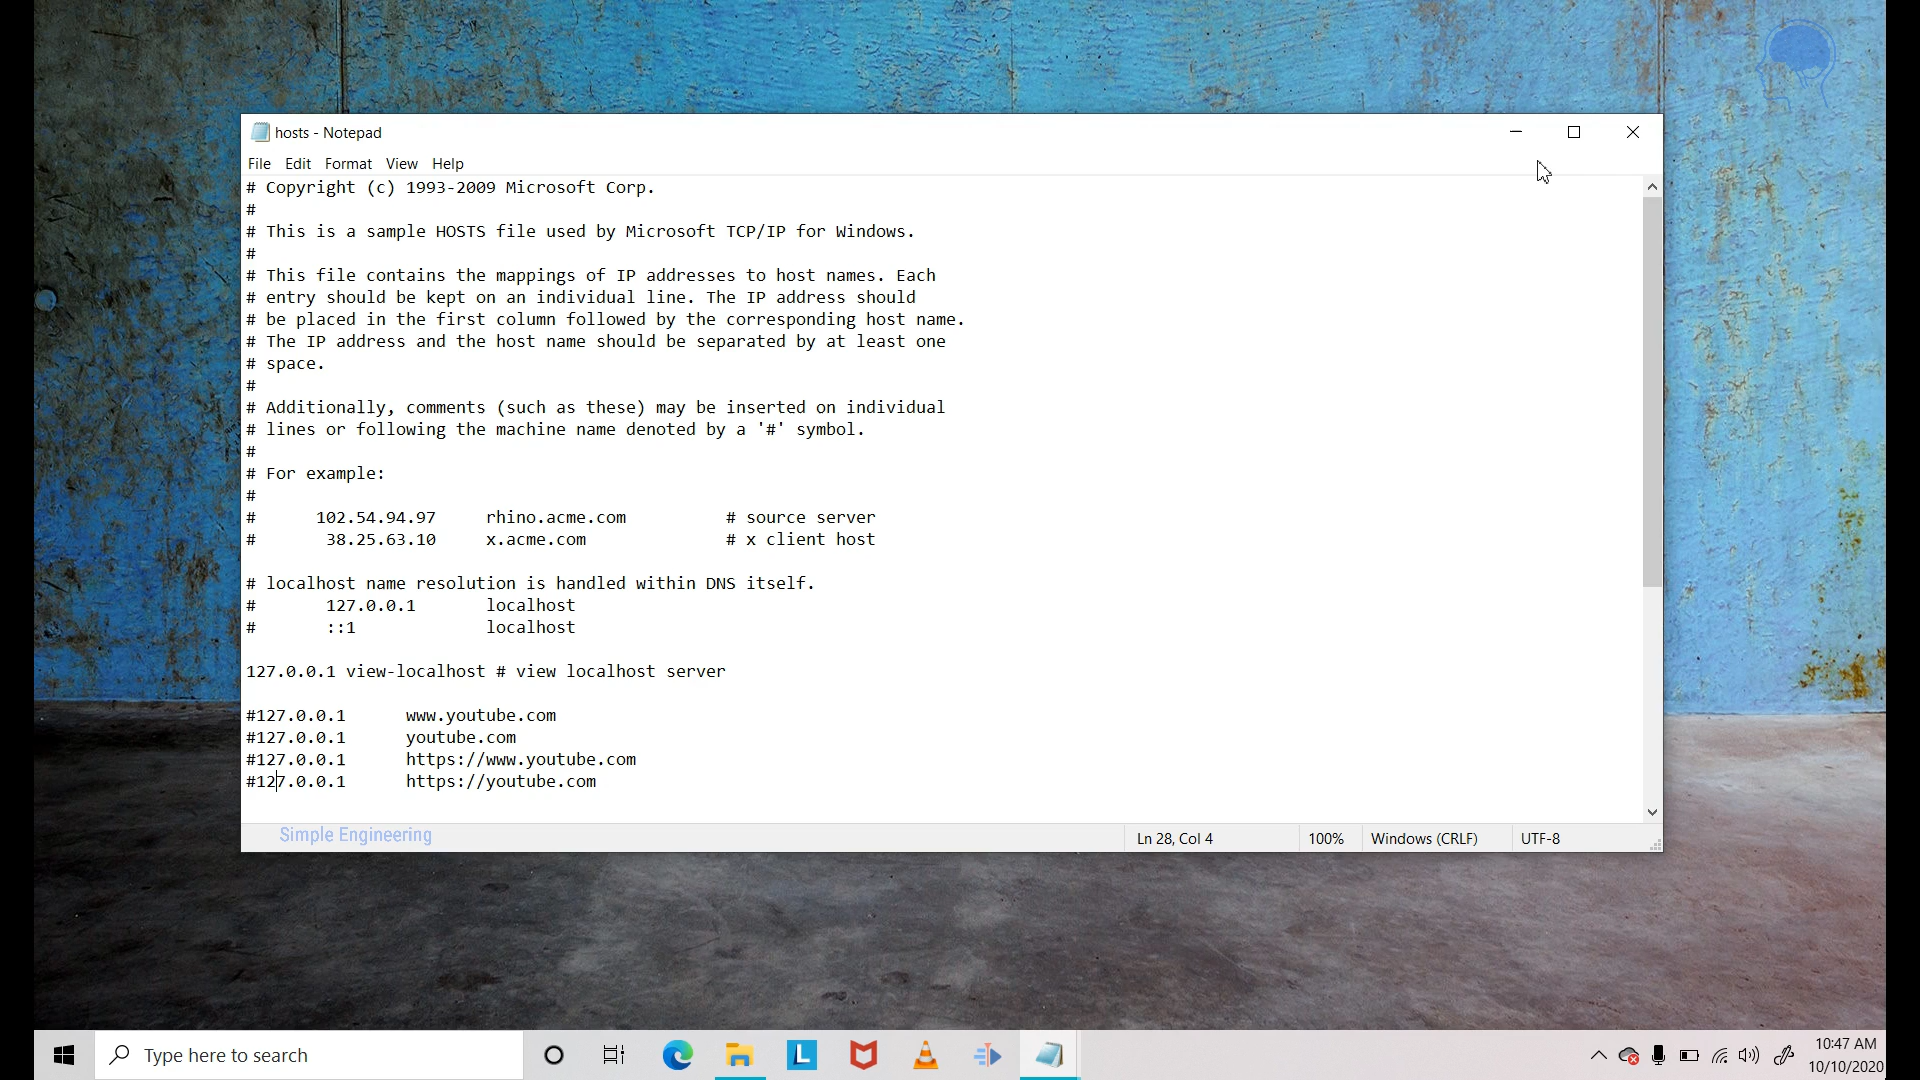 hosts - Notepad
File Edit Format View Help
# Copyright (c) 1993-2009 Microsoft Corp.
#
# This is a sample HOSTS file used by Microsoft TCP/IP for Windows.
#
# This file contains the mappings of IP addresses to host names. Each
# entry should be kept on an individual line. The IP address should
# be placed in the first column followed by the corresponding host name.
# The IP address and the host name should be separated by at least one
# space.
#
# Additionally, comments (such as these) may be inserted on individual
# lines or following the machine name denoted by a '#' symbol.
#
# For example:
#
#      102.54.94.97     rhino.acme.com          # source server
#       38.25.63.10     x.acme.com              # x client host
# localhost name resolution is handled within DNS itself.
#       127.0.0.1       localhost
#       ::1             localhost
127.0.0.1 view-localhost # view localhost server
#127.0.0.1      www.youtube.com
#127.0.0.1      youtube.com
#127.0.0.1      https://www.youtube.com
#127.0.0.1      https://youtube.com
Simple Engineering
Ln 28, Col 4 100% Windows (CRLF) UTF-8
Type here to search
L
10:47 AM
10/10/2020